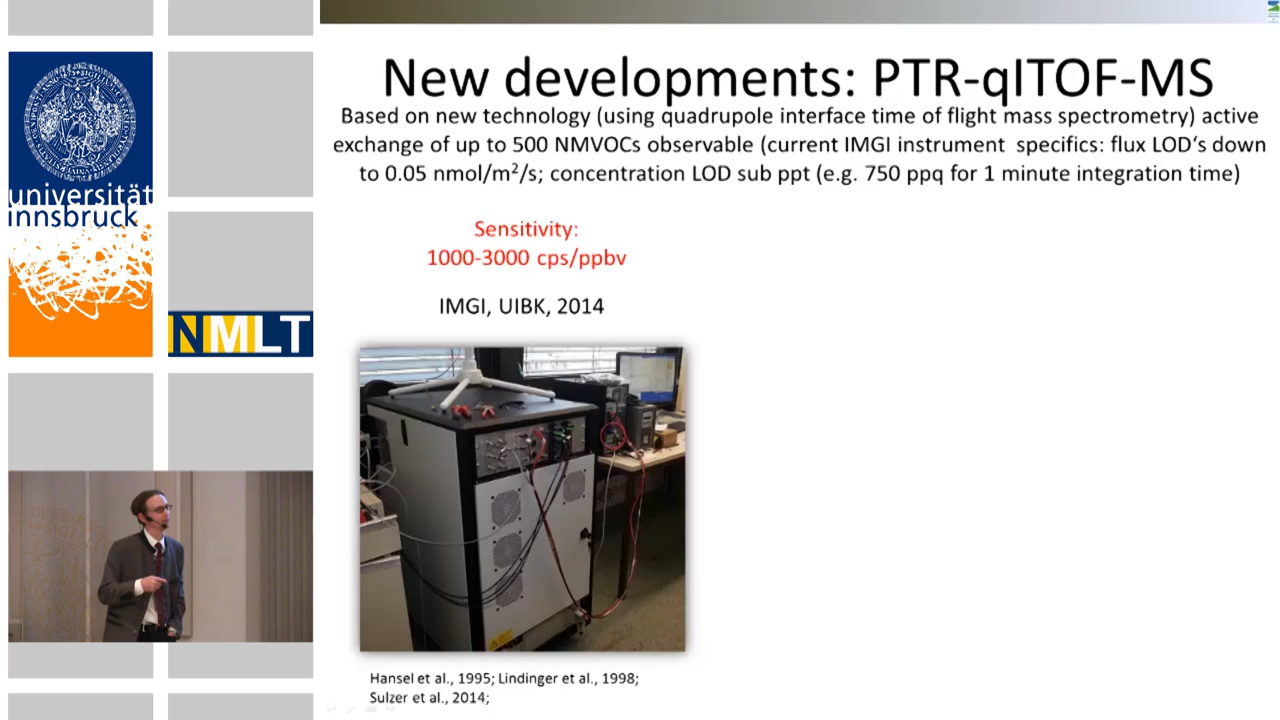 New developments: PTR-qITOF-MS
Based on new technology (using quadrupole interface time of flight mass spectrometry) active
exchange of up to 500 NMVOCs observable (current IMGI instrument specifics: flux LOD‘s down
to 0.05 nmol/m²/s; concentration LOD sub ppt (e.g. 750 ppq for 1 minute integration time)
Sensitivity:
1000-3000 cps/ppbv
IMGI, UIBK, 2014
Hansel et al., 1995; Lindinger et al., 1998;
Sulzer et al., 2014;
universität
innsbruck
NMLT